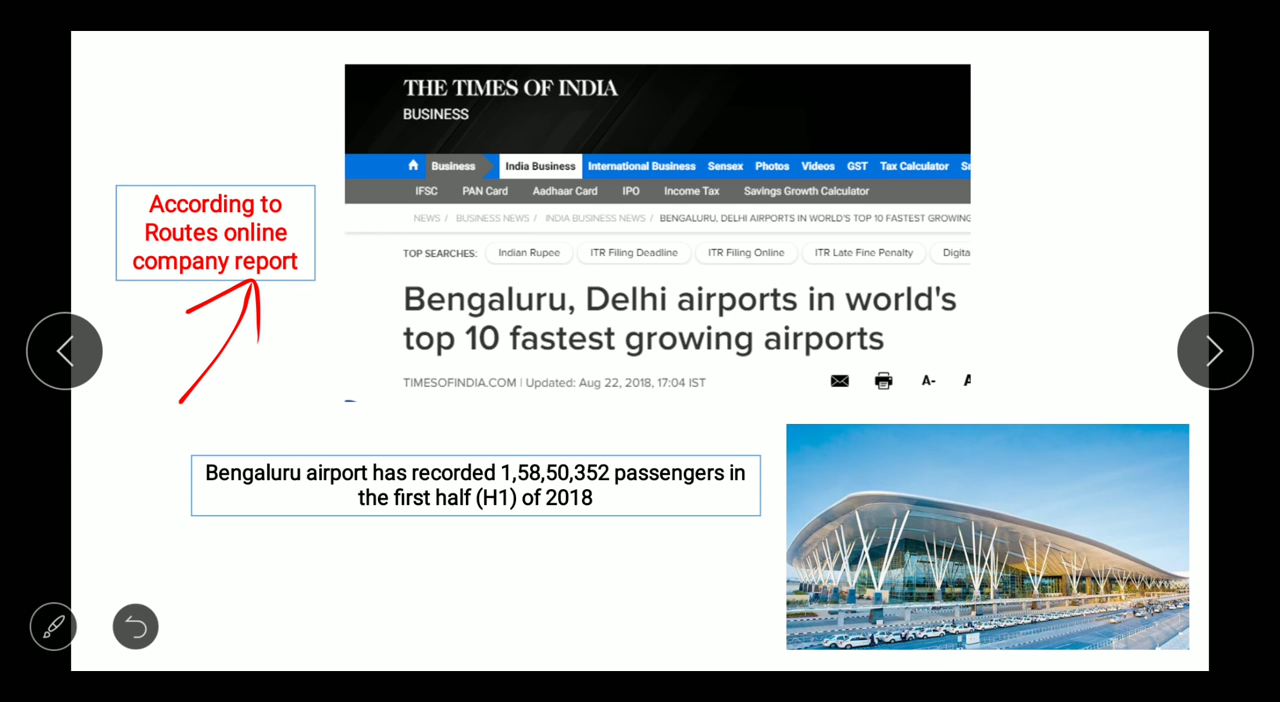 THE TIMES OF INDIA
BUSINESS
Business India Business International Business Sensex Photos Videos GST Tax Calculator
IFSC PAN Card Aadhaar Card IPO Income Tax Savings Growth Calculator
NEWS / BUSINESS NEWS / INDIA BUSINESS NEWS / BENGALURU, DELHI AIRPORTS IN WORLD'S TOP 10 FASTEST GROWING
TOP SEARCHES: Indian Rupee ITR Filing Deadline ITR Filing Online ITR Late Fine Penalty Digita
According to
Routes online
company report
Bengaluru, Delhi airports in world's
top 10 fastest growing airports
TIMESOFINDIA.COM | Updated: Aug 22, 2018, 17:04 IST A- A
Bengaluru airport has recorded 1,58,50,352 passengers in
the first half (H1) of 2018